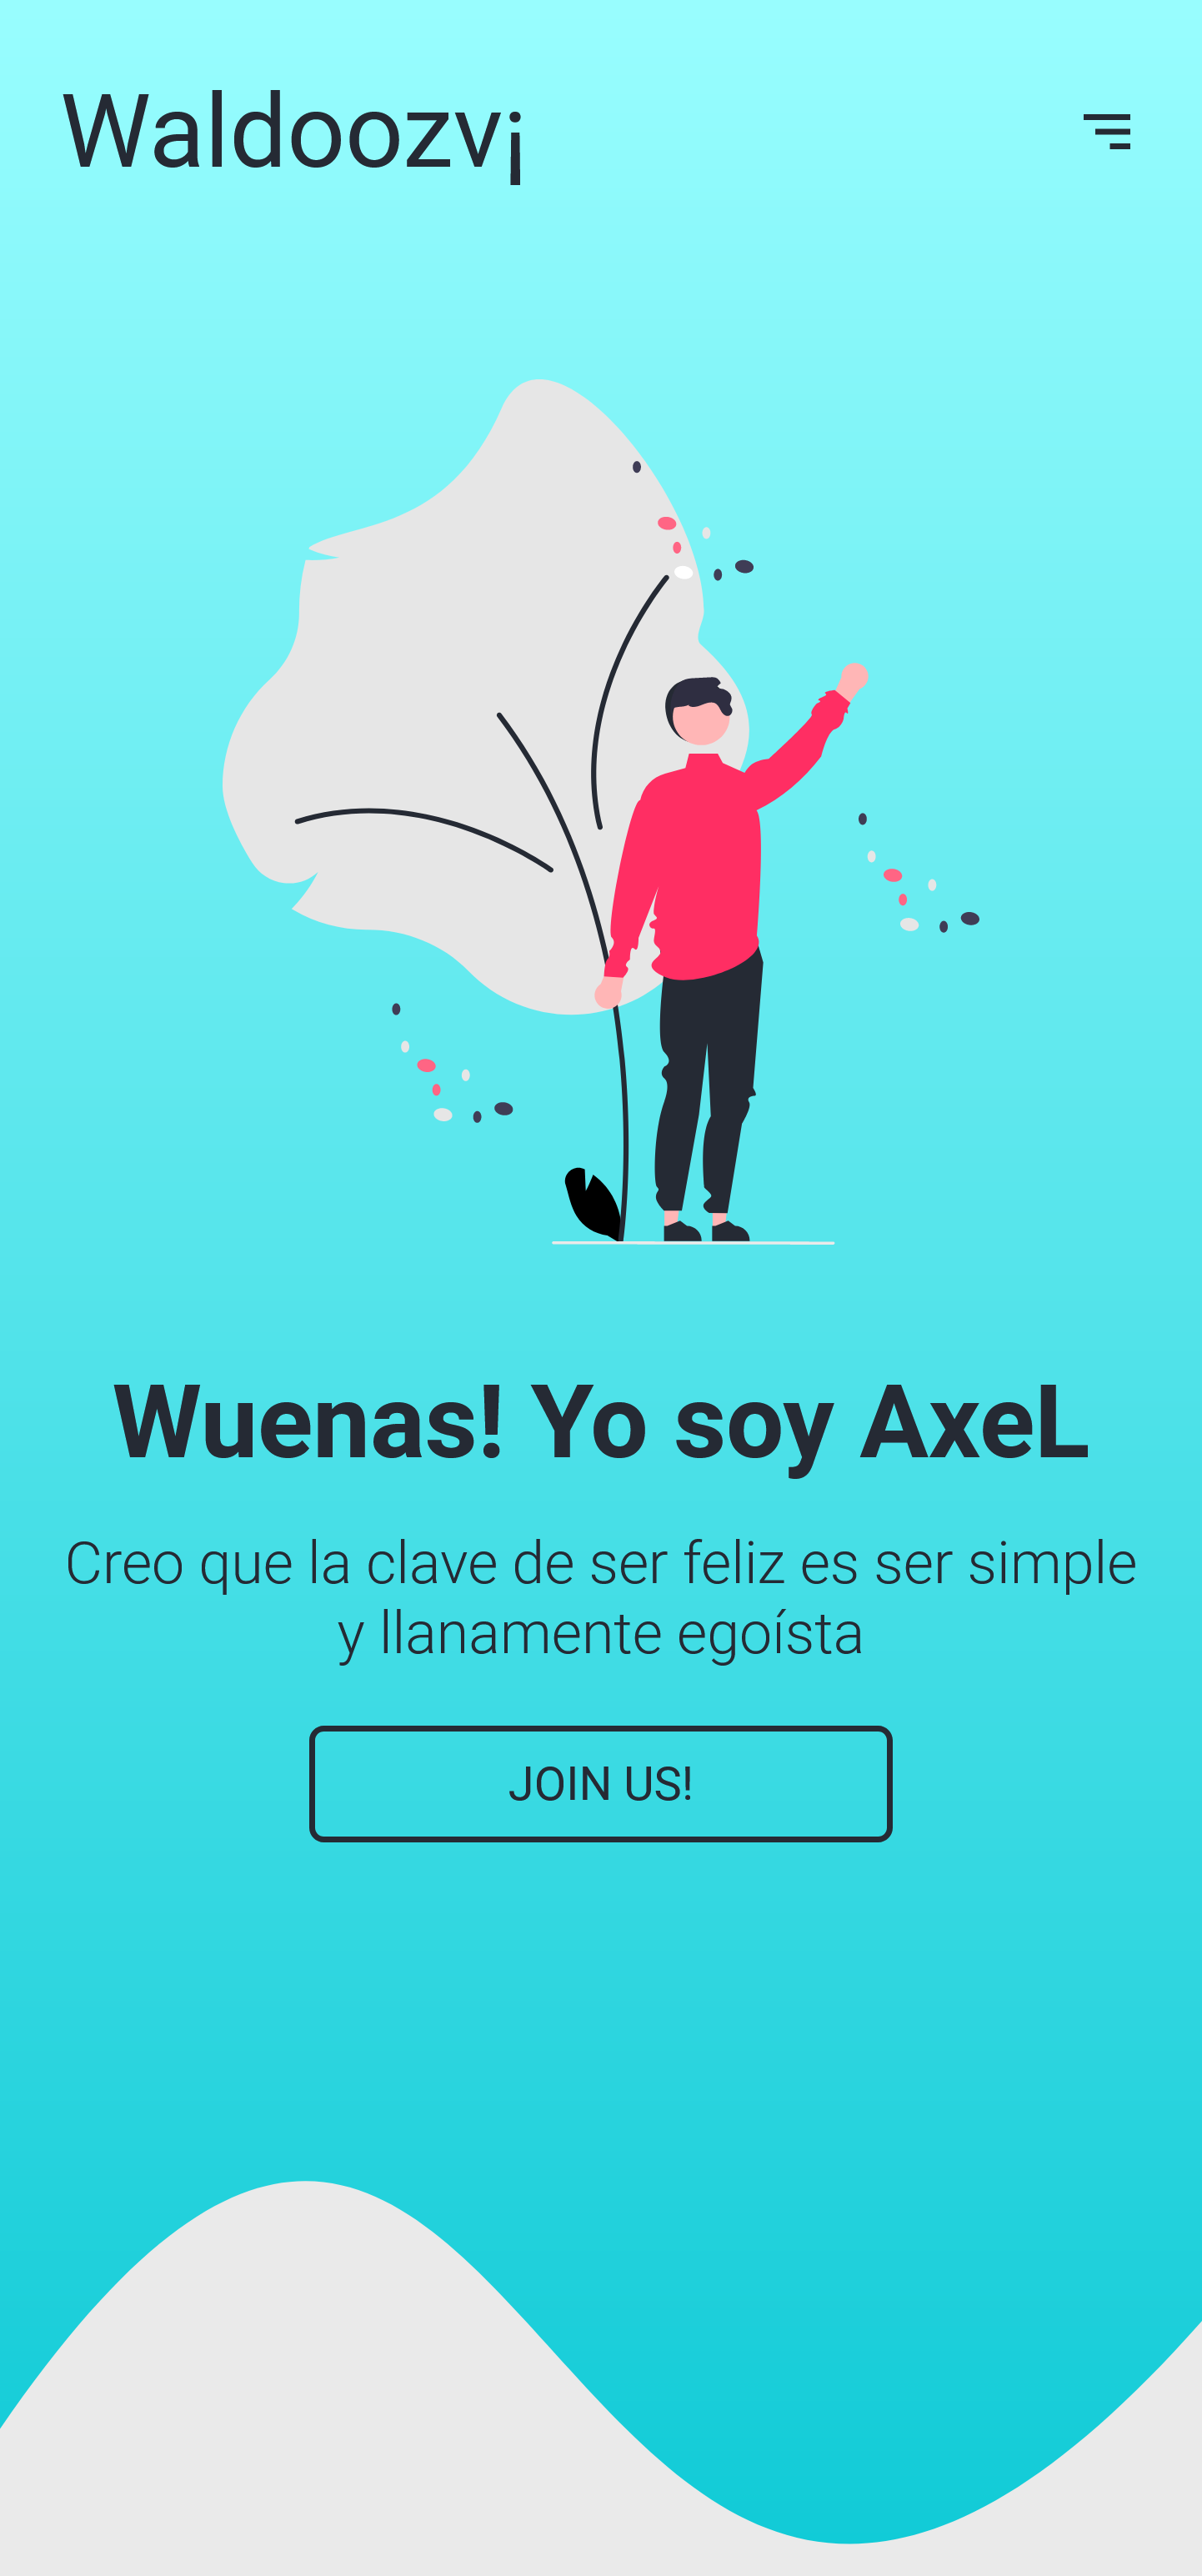 Waldoozv¡
Wuenas! Yo soy AxeL
Creo que la clave de ser feliz es ser simple
y llanamente egoísta
JOIN US!